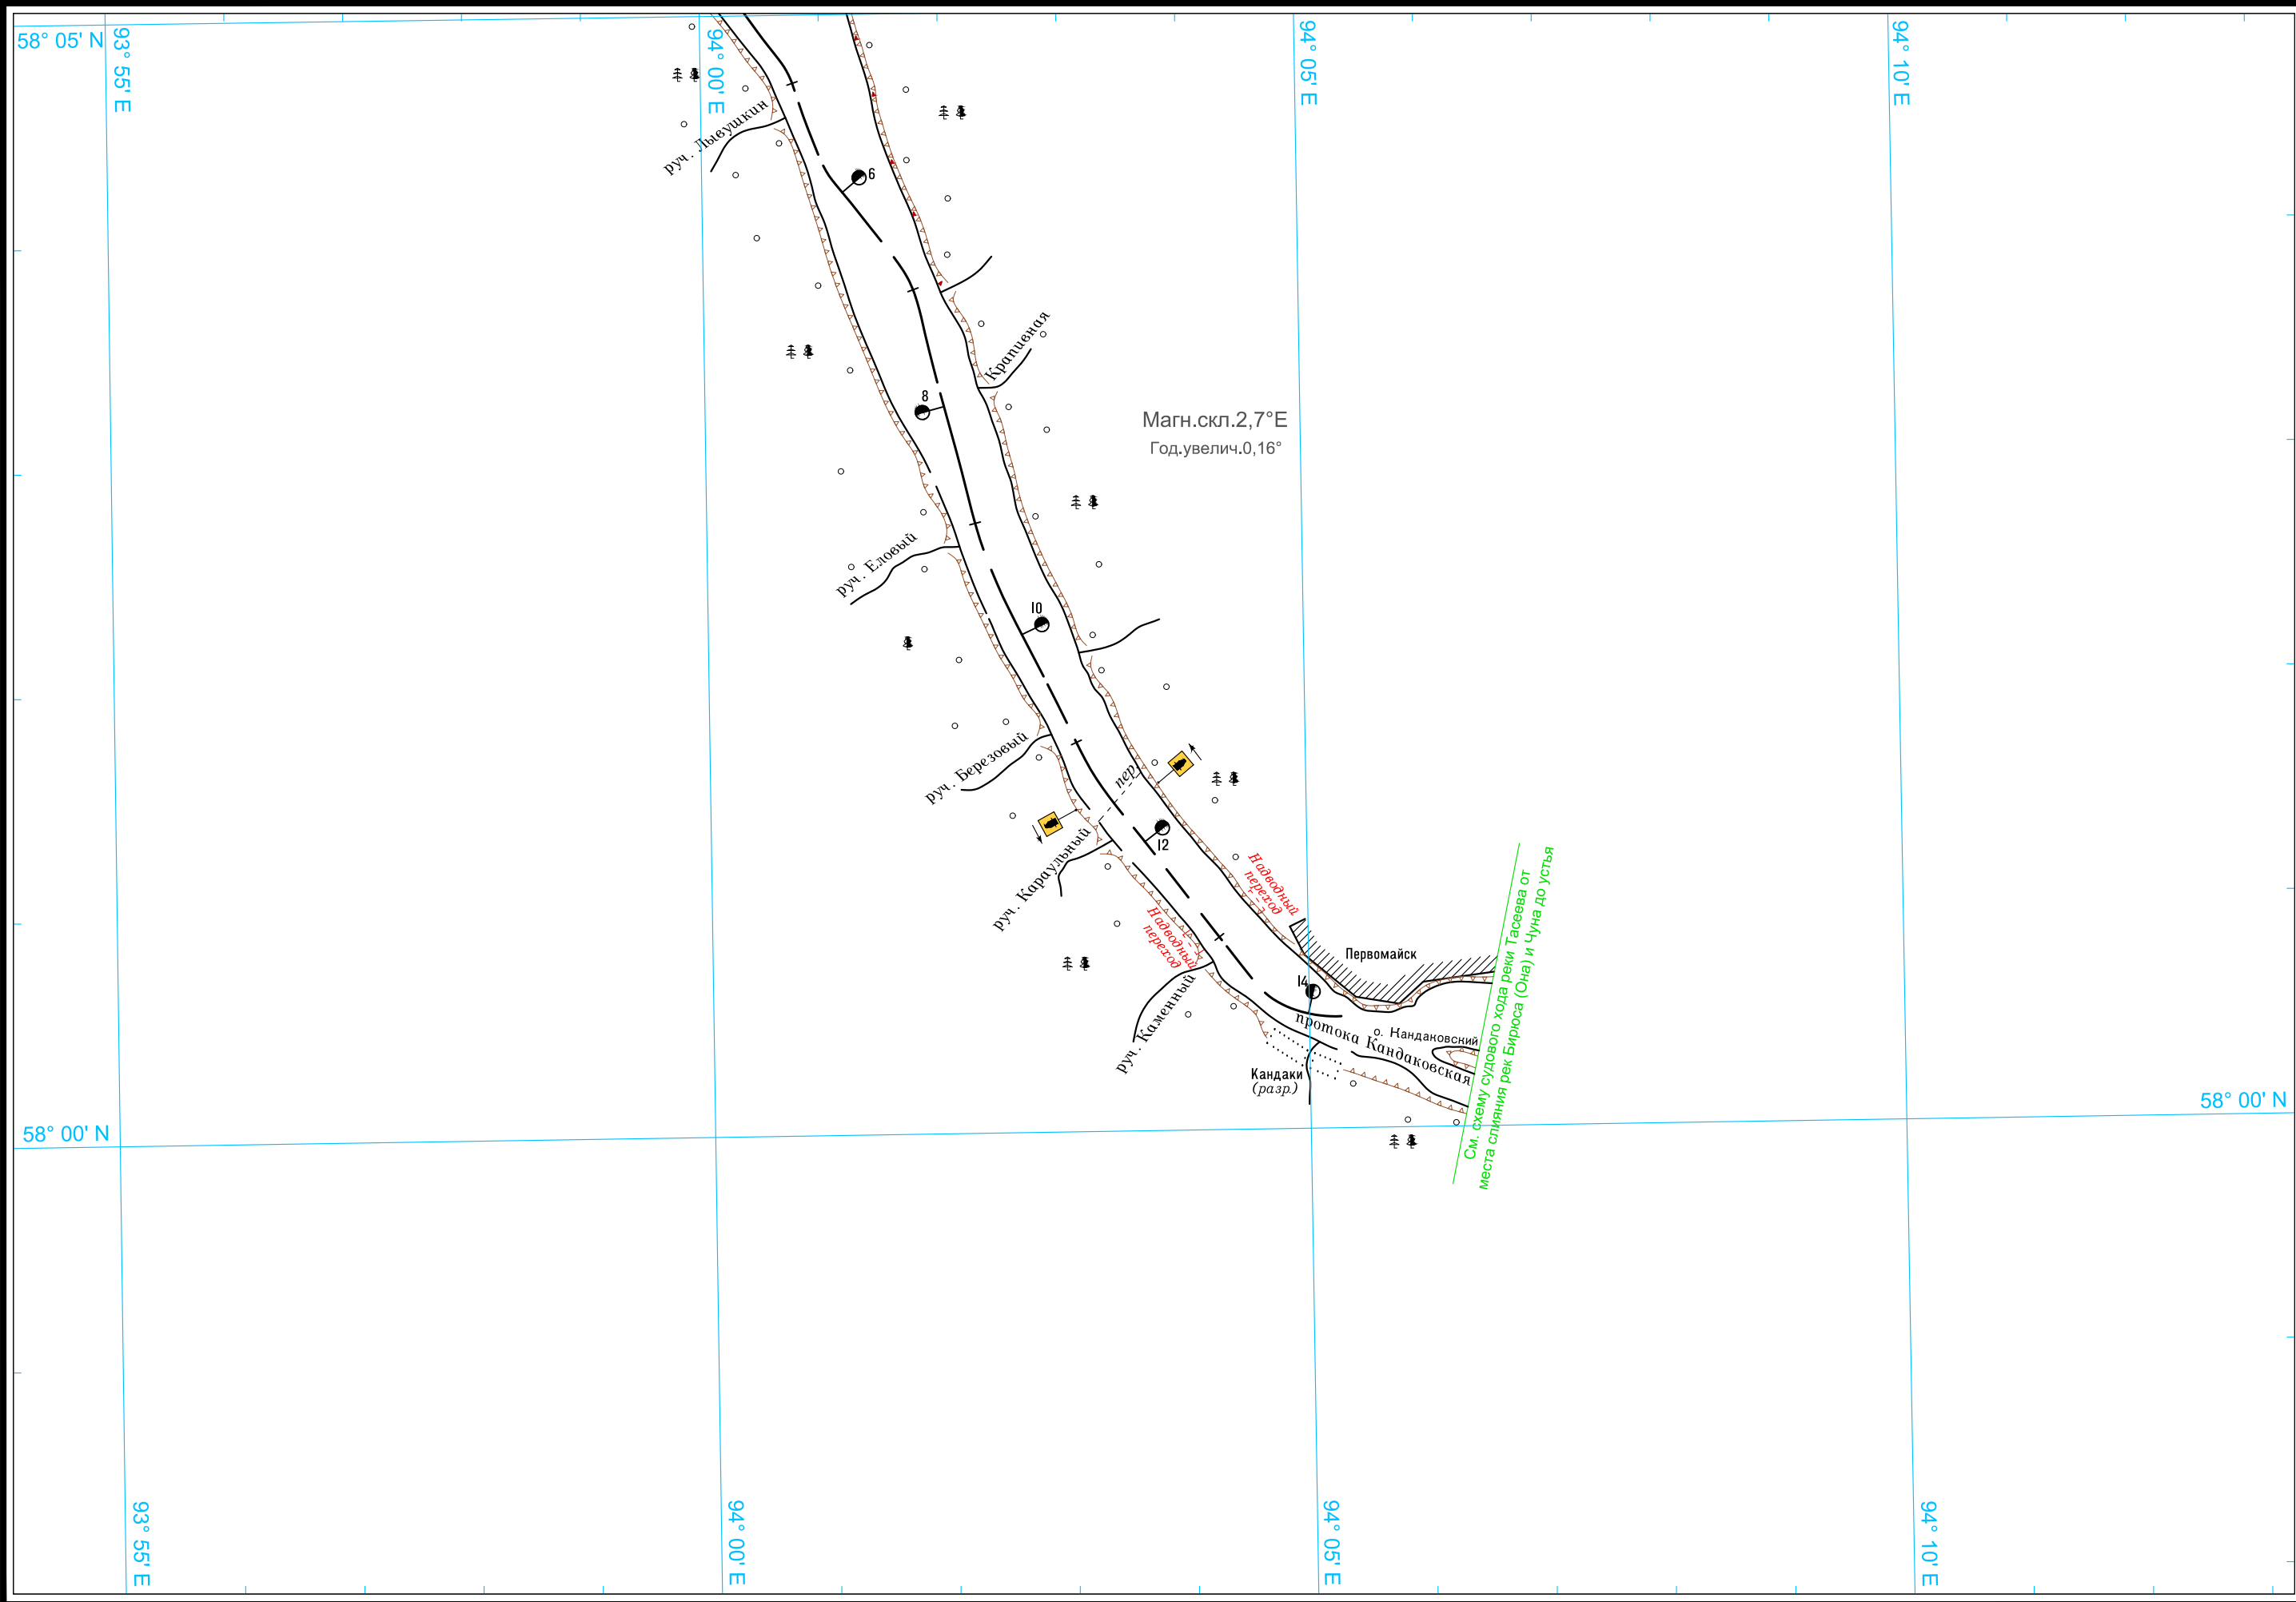 58° 05' N
93° 55' E
94° 00' E
94° 05' E
94° 10' E
руч. Лывушкин
6
Крапивная
8
Магн.скл.2,7°E
Год.увелич.0,16°
руч. Еловый
10
руч. Березовый
пер.
12
руч. Караульный
Надводный
переход
Надводный
переход
Первомайск
14
руч. Каменный
протока Кандаковская
о. Кандаковский
Кандаки
(разр.)
См. схему судового хода реки Тасеева от
места слияния рек Бирюса (Она) и Чуна до устья
58° 00' N
58° 00' N
93° 55' E
94° 00' E
94° 05' E
94° 10' E